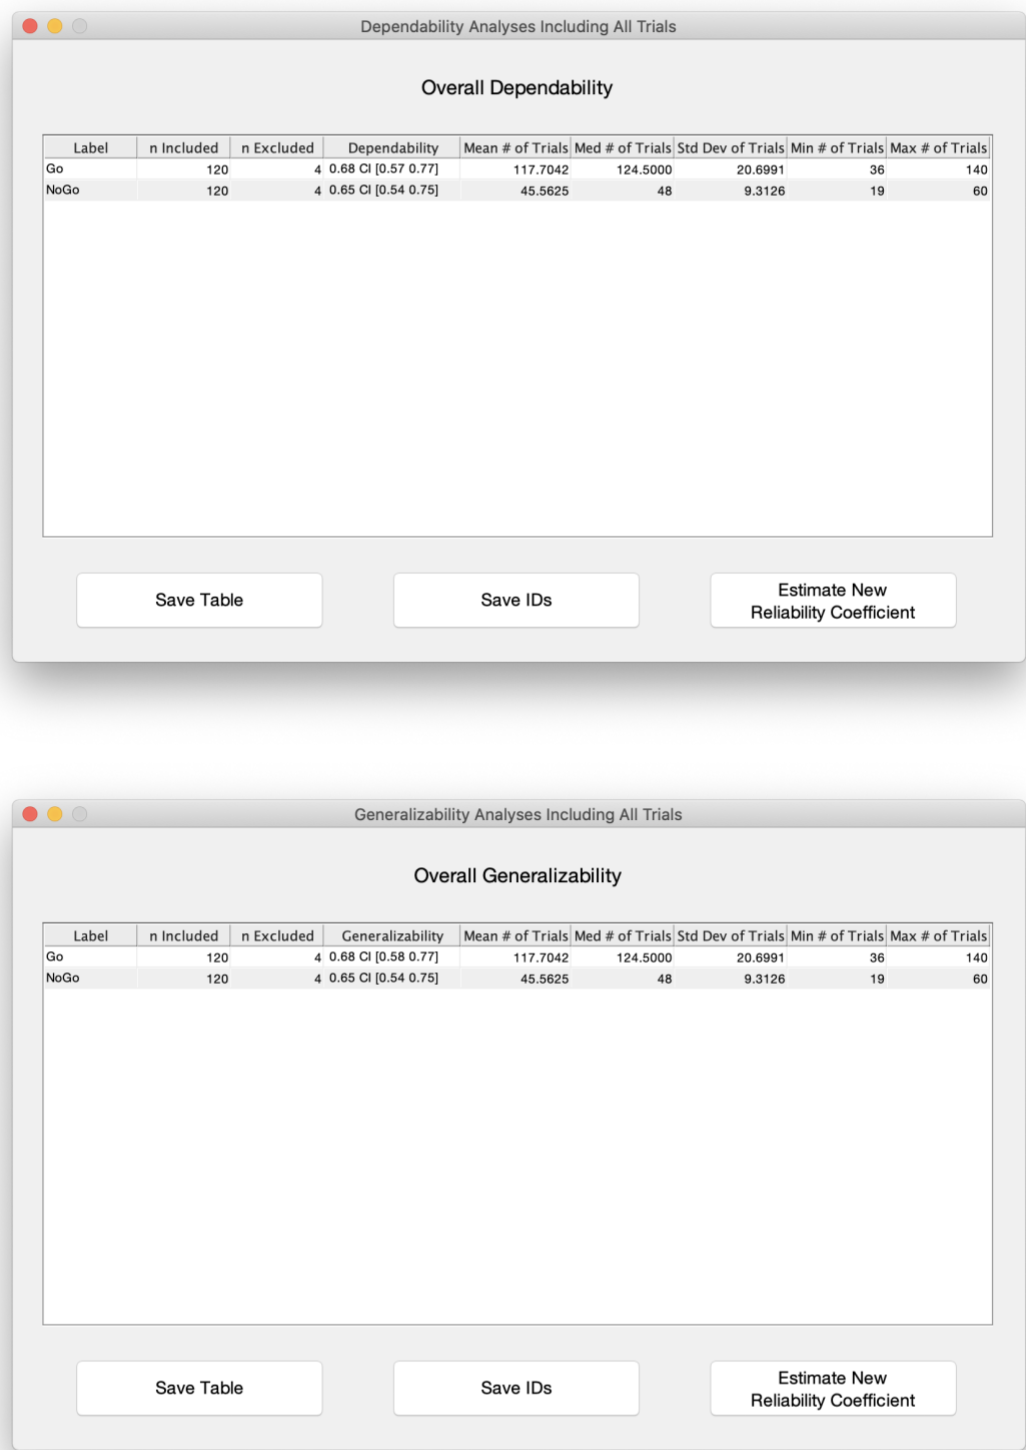 Dependability Analyses Including All Trials
Overall Dependability
Label n Included n Excluded Dependability Mean # of Trials Med # of Trials Std Dev of Trials Min # of Trials Max # of Trials
Go 120 4 0.68 CI [0.57 0.77] 117.7042 124.5000 20.6991 36 140
NoGo 120 4 0.65 CI [0.54 0.75] 45.5625 48 9.3126 19 60
Save Table Save IDs Estimate New
Reliability Coefficient
Generalizability Analyses Including All Trials
Overall Generalizability
Label n Included n Excluded Generalizability Mean # of Trials Med # of Trials Std Dev of Trials Min # of Trials Max # of Trials
Go 120 4 0.68 CI [0.58 0.77] 117.7042 124.5000 20.6991 36 140
NoGo 120 4 0.65 CI [0.54 0.75] 45.5625 48 9.3126 19 60
Save Table Save IDs Estimate New
Reliability Coefficient